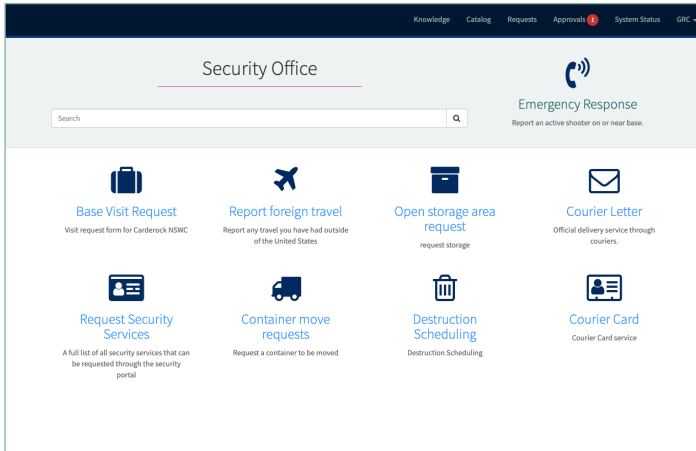 Knowledge Catalog Requests Approvals 1 System Status GRC
Security Office
Search
Emergency Response
Report an active shooter on or near base.
Base Visit Request
Visit request form for Carderock NSWC
Report foreign travel
Report any travel you have had outside
of the United States
Open storage area
request
request storage
Courier Letter
Official delivery service through
couriers.
Request Security
Services
A full list of all security services that can
be requested through the security
portal
Container move
requests
Request a container to be moved
Destruction
Scheduling
Destruction Scheduling
Courier Card
Courier Card service